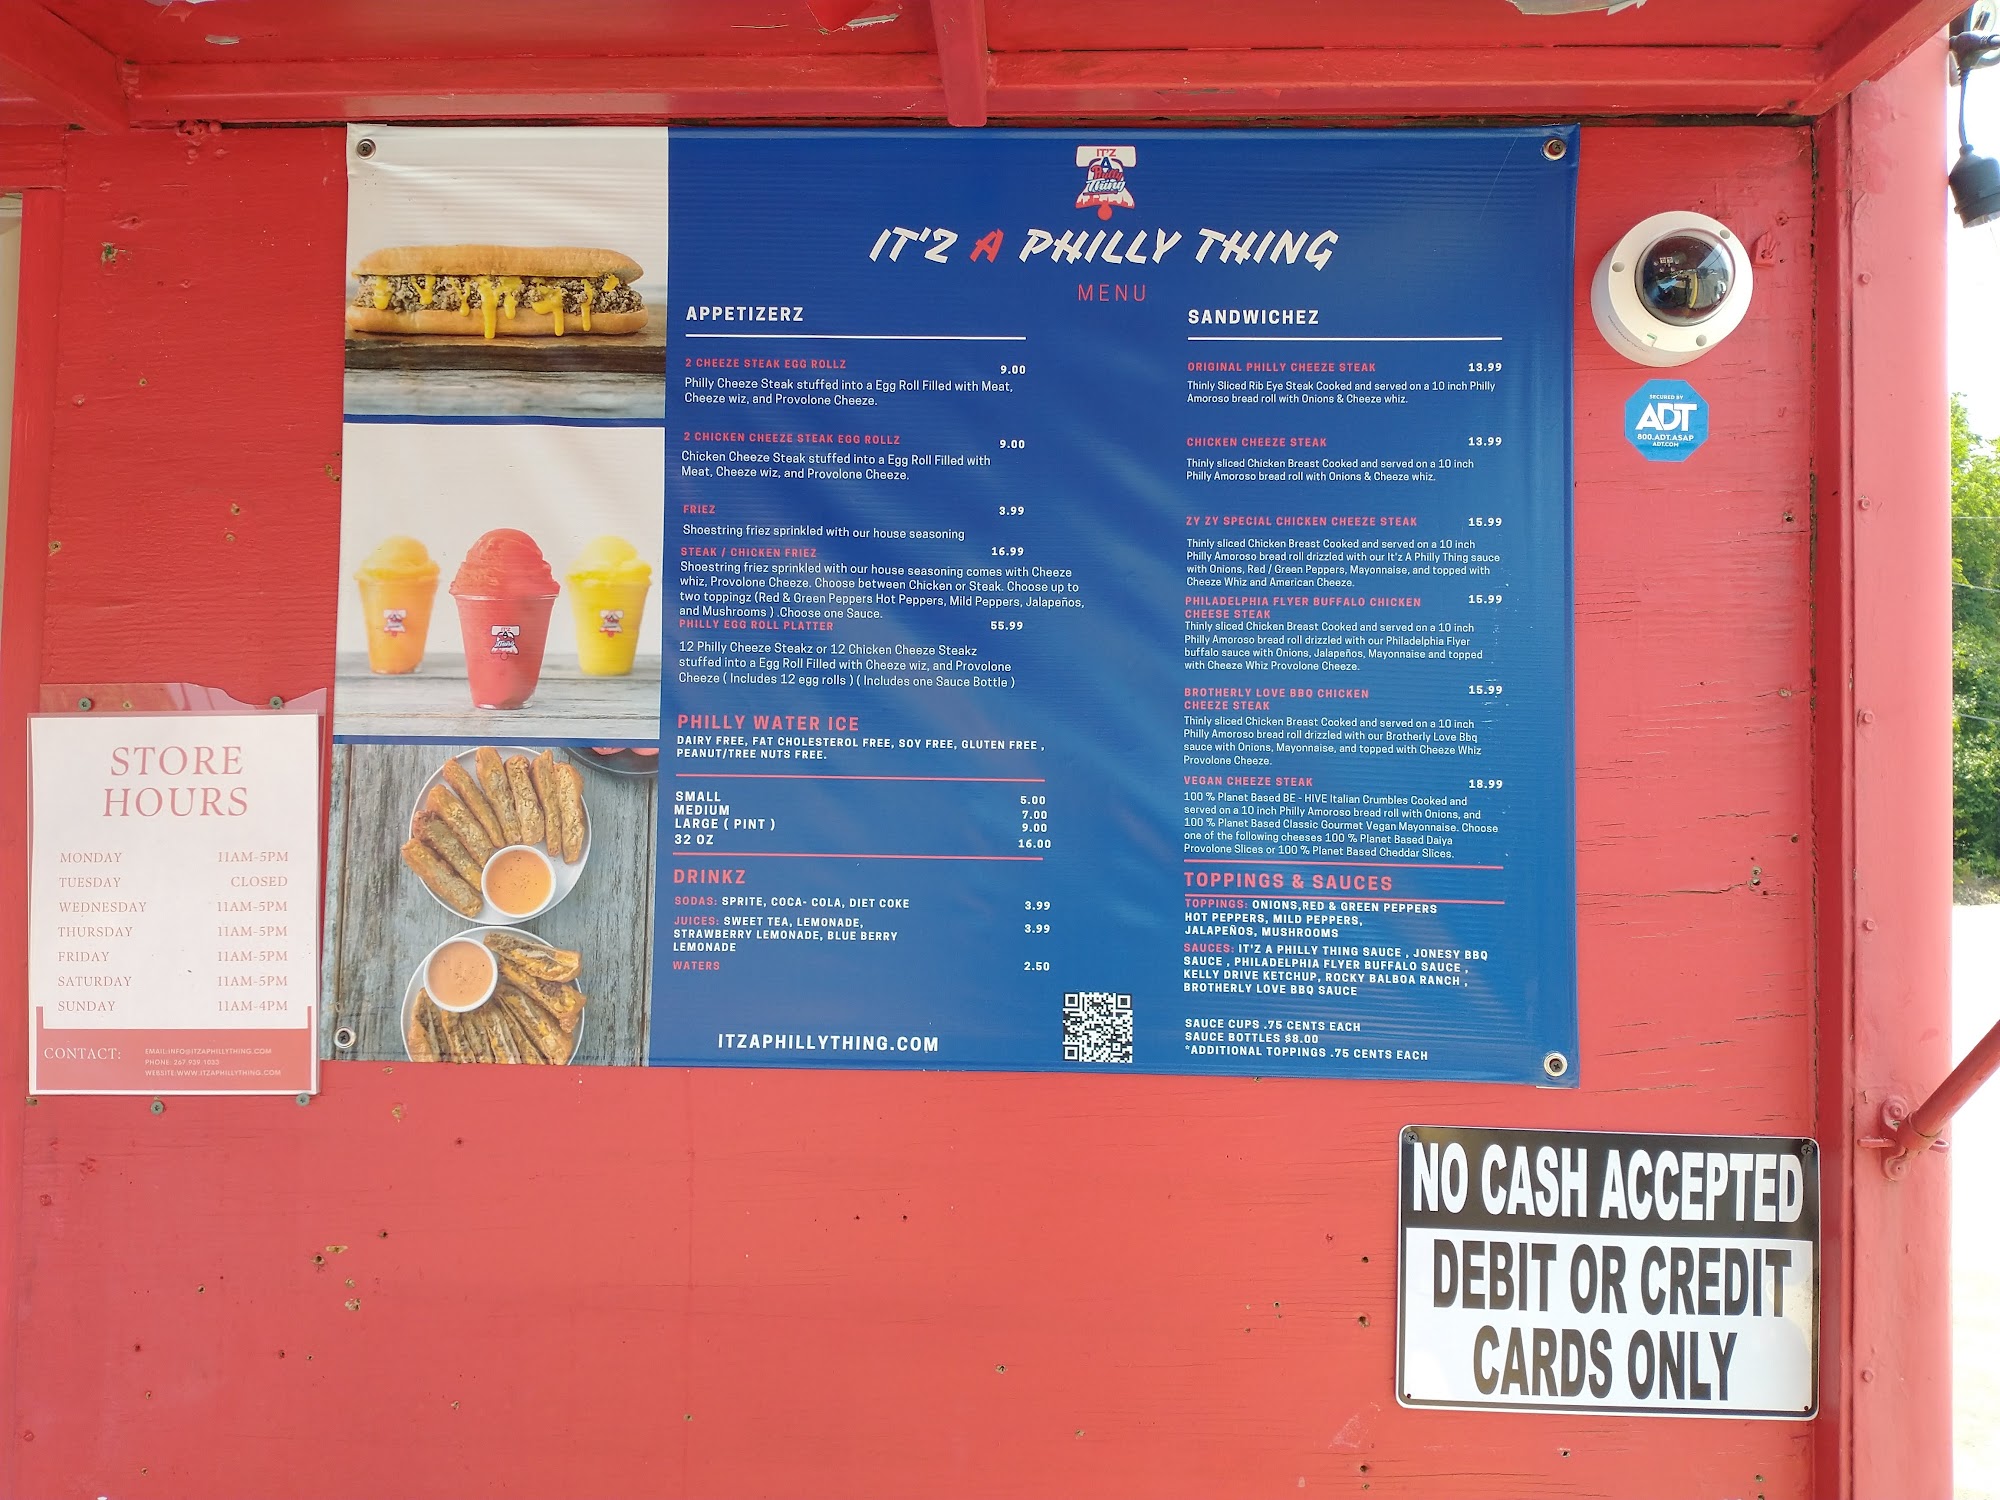 IT'Z
A
Philly
Thing
IT'Z A PHILLY THING
MENU
APPETIZERZ
2 CHEEZE STEAK EGG ROLLZ 9.00
Philly Cheeze Steak stuffed into a Egg Roll Filled with Meat,
Cheeze wiz, and Provolone Cheeze.
2 CHICKEN CHEEZE STEAK EGG ROLLZ 9.00
Chicken Cheeze Steak stuffed into a Egg Roll Filled with
Meat, Cheeze wiz, and Provolone Cheeze.
FRIEZ 3.99
Shoestring friez sprinkled with our house seasoning
STEAK / CHICKEN FRIEZ 16.99
Shoestring friez sprinkled with our house seasoning comes with Cheeze
whiz, Provolone Cheeze. Choose between Chicken or Steak. Choose up to
two toppingz (Red & Green Peppers Hot Peppers, Mild Peppers, Jalapeños,
and Mushrooms ) .Choose one Sauce.
PHILLY EGG ROLL PLATTER 55.99
12 Philly Cheeze Steakz or 12 Chicken Cheeze Steakz
stuffed into a Egg Roll Filled with Cheeze wiz, and Provolone
Cheeze ( Includes 12 egg rolls ) ( Includes one Sauce Bottle )
PHILLY WATER ICE
DAIRY FREE, FAT CHOLESTEROL FREE, SOY FREE, GLUTEN FREE ,
PEANUT/TREE NUTS FREE.
SMALL 5.00
MEDIUM 7.00
LARGE ( PINT ) 9.00
32 OZ 16.00
DRINKZ
SODAS: SPRITE, COCA- COLA, DIET COKE 3.99
JUICES: SWEET TEA, LEMONADE, 3.99
STRAWBERRY LEMONADE, BLUE BERRY
LEMONADE
WATERS 2.50
ITZAPHILLYTHING.COM
SANDWICHEZ
ORIGINAL PHILLY CHEEZE STEAK 13.99
Thinly Sliced Rib Eye Steak Cooked and served on a 10 inch Philly
Amoroso bread roll with Onions & Cheeze whiz.
CHICKEN CHEEZE STEAK 13.99
Thinly sliced Chicken Breast Cooked and served on a 10 inch
Philly Amoroso bread roll with Onions & Cheeze whiz.
ZY ZY SPECIAL CHICKEN CHEEZE STEAK 15.99
Thinly sliced Chicken Breast Cooked and served on a 10 inch
Philly Amoroso bread roll drizzled with our It'z A Philly Thing sauce
with Onions, Red / Green Peppers, Mayonnaise, and topped with
Cheeze Whiz and American Cheeze.
PHILADELPHIA FLYER BUFFALO CHICKEN 15.99
CHEESE STEAK
Thinly sliced Chicken Breast Cooked and served on a 10 inch
Philly Amoroso bread roll drizzled with our Philadelphia Flyer
buffalo sauce with Onions, Jalapeños, Mayonnaise and topped
with Cheeze Whiz Provolone Cheeze.
BROTHERLY LOVE BBQ CHICKEN 15.99
CHEEZE STEAK
Thinly sliced Chicken Breast Cooked and served on a 10 inch
Philly Amoroso bread roll drizzled with our Brotherly Love Bbq
sauce with Onions, Mayonnaise, and topped with Cheeze Whiz
Provolone Cheeze.
VEGAN CHEEZE STEAK 18.99
100 % Planet Based BE - HIVE Italian Crumbles Cooked and
served on a 10 inch Philly Amoroso bread roll with Onions, and
100 % Planet Based Classic Gourmet Vegan Mayonnaise. Choose
one of the following cheeses 100 % Planet Based Daiya
Provolone Slices or 100 % Planet Based Cheddar Slices.
TOPPINGS & SAUCES
TOPPINGS: ONIONS,RED & GREEN PEPPERS
HOT PEPPERS, MILD PEPPERS,
JALAPEÑOS, MUSHROOMS
SAUCES: IT'Z A PHILLY THING SAUCE , JONESY BBQ
SAUCE , PHILADELPHIA FLYER BUFFALO SAUCE ,
KELLY DRIVE KETCHUP, ROCKY BALBOA RANCH ,
BROTHERLY LOVE BBQ SAUCE
SAUCE CUPS .75 CENTS EACH
SAUCE BOTTLES $8.00
*ADDITIONAL TOPPINGS .75 CENTS EACH
SECURED BY
ADT
800.ADT.ASAP
ADT.COM
STORE
HOURS
MONDAY 11AM-5PM
TUESDAY CLOSED
WEDNESDAY 11AM-5PM
THURSDAY 11AM-5PM
FRIDAY 11AM-5PM
SATURDAY 11AM-5PM
SUNDAY 11AM-4PM
CONTACT:
EMAIL:INFO@ITZAPHILLYTHING.COM
PHONE: 267.939.1032
WEBSITE:WWW.ITZAPHILLYTHING.COM
NO CASH ACCEPTED
DEBIT OR CREDIT
CARDS ONLY